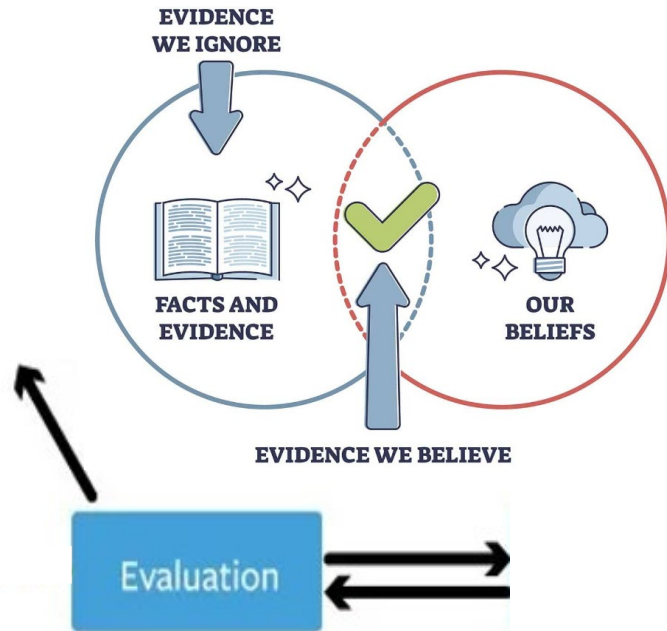 EVIDENCE
WE IGNORE
FACTS AND
EVIDENCE
OUR
BELIEFS
EVIDENCE WE BELIEVE
Evaluation